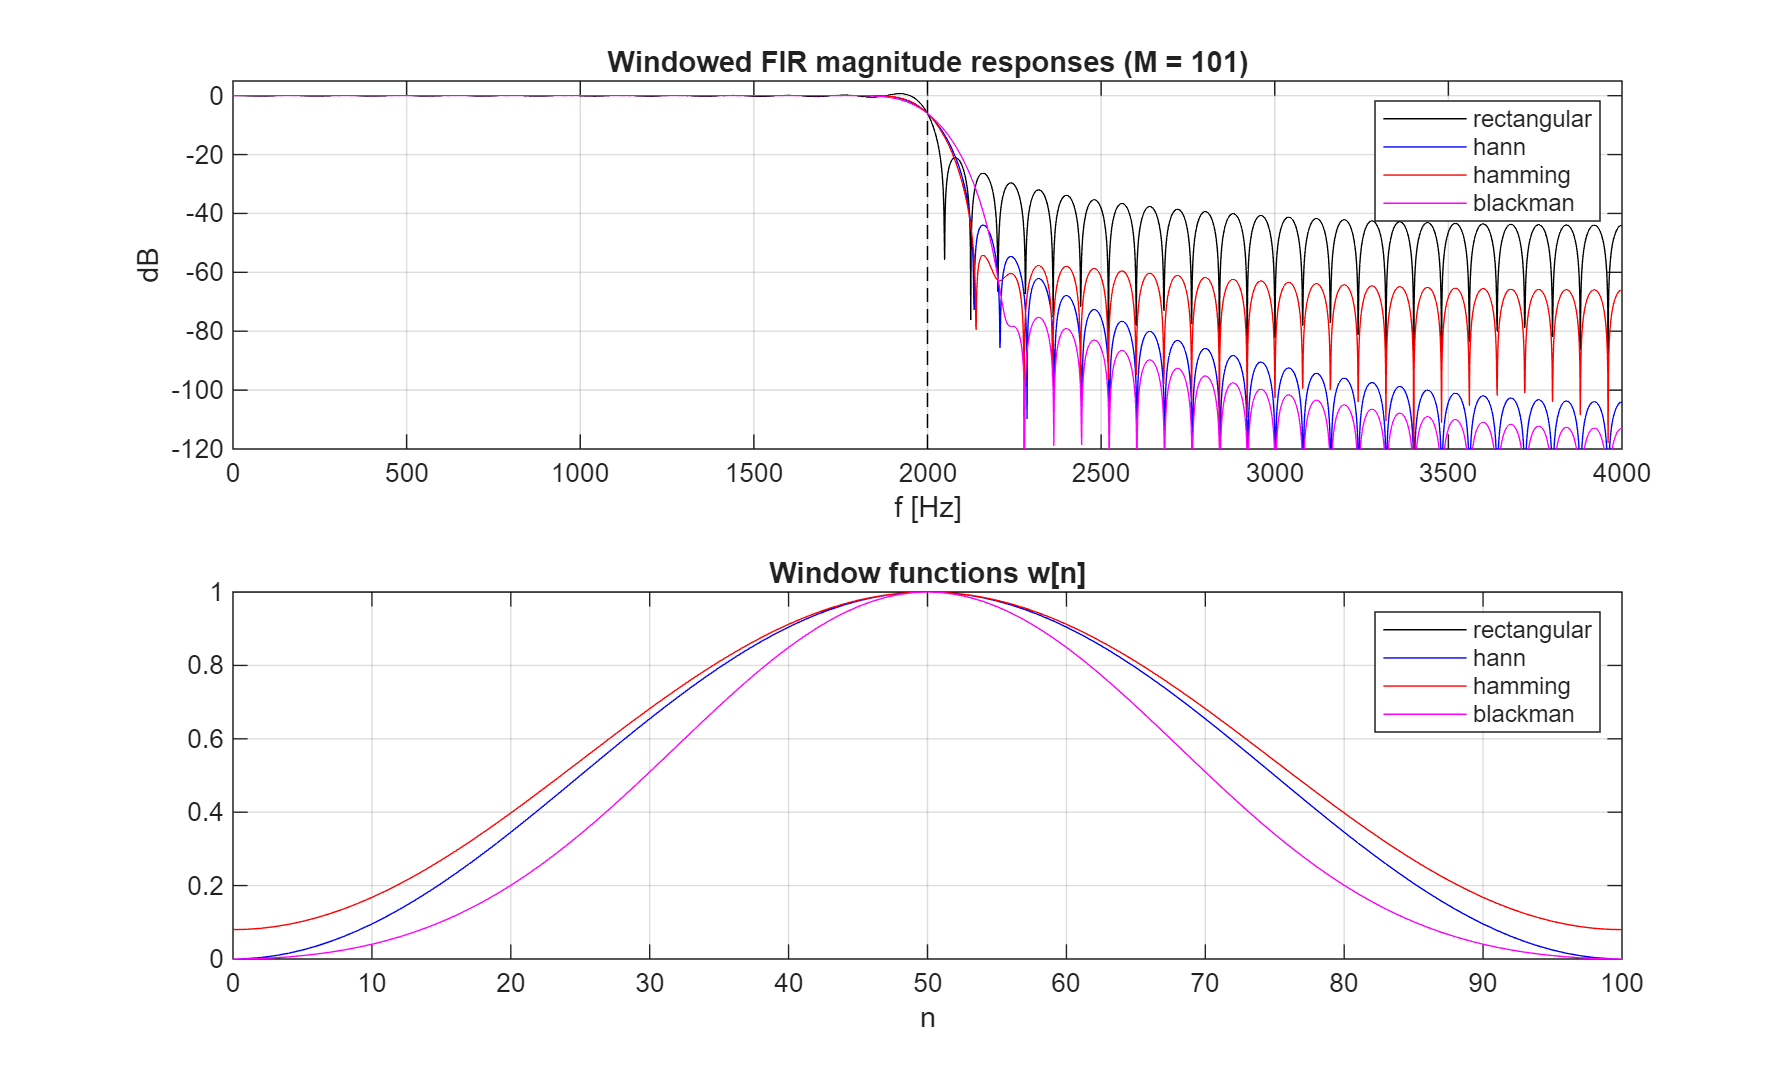 Windowed FIR magnitude responses (M = 101)
0
-20
-40
-60
-80
-100
-120
dB
rectangular
hann
hamming
blackman
0 500 1000 1500 2000 2500 3000 3500 4000
f [Hz]
Window functions w[n]
1
0.8
0.6
0.4
0.2
0
rectangular
hann
hamming
blackman
0 10 20 30 40 50 60 70 80 90 100
n